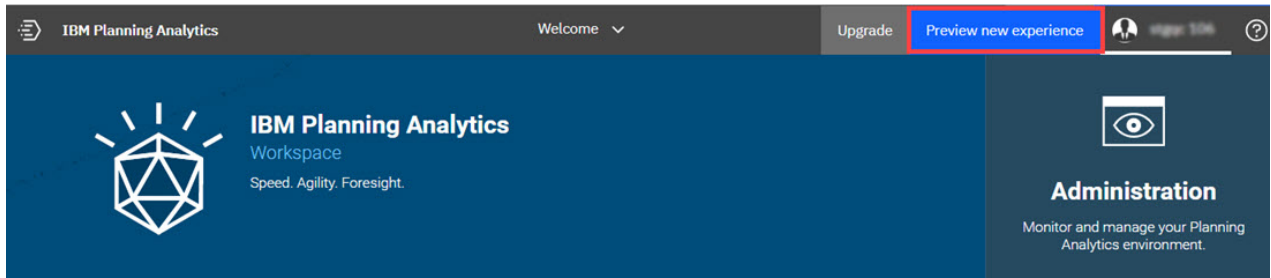 IBM Planning Analytics
Welcome
Upgrade
Preview new experience
IBM Planning Analytics
Workspace
Speed. Agility. Foresight.
Administration
Monitor and manage your Planning
Analytics environment.